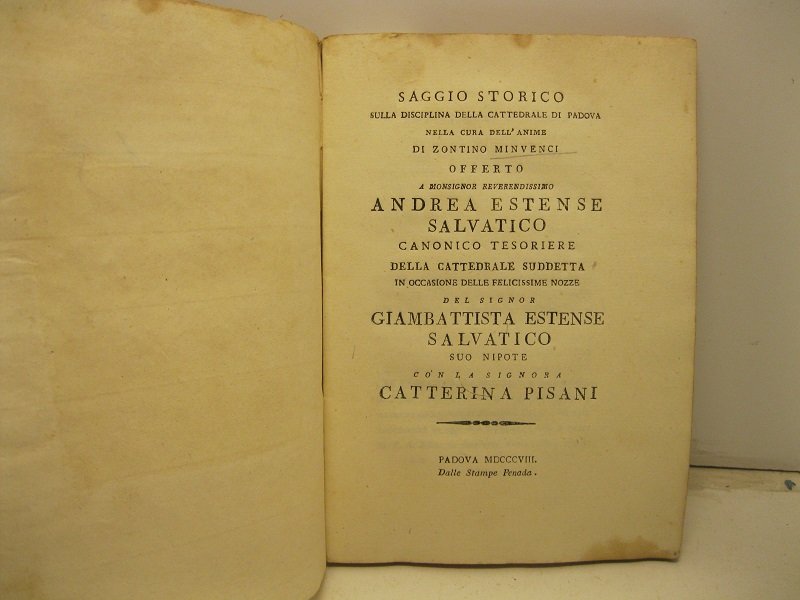 SAGGIO STORICO
SULLA DISCIPLINA DELLA CATTEDRALE DI PADOVA
NELLA CURA DELL' ANIME
DI ZONTINO MINVENCI
OFFERTO
A MONSIGNOR REVERENDISSIMO
ANDREA ESTENSE
SALVATICO
CANONICO TESORIERE
DELLA CATTEDRALE SUDDETTA
IN OCCASIONE DELLE FELICISSIME NOZZE
DEL SIGNOR
GIAMBATTISTA ESTENSE
SALVATICO
SUO NIPOTE
CON LA SIGNORA
CATTERINA PISANI
PADOVA MDCCCVIII.
Dalle Stampe Penada.